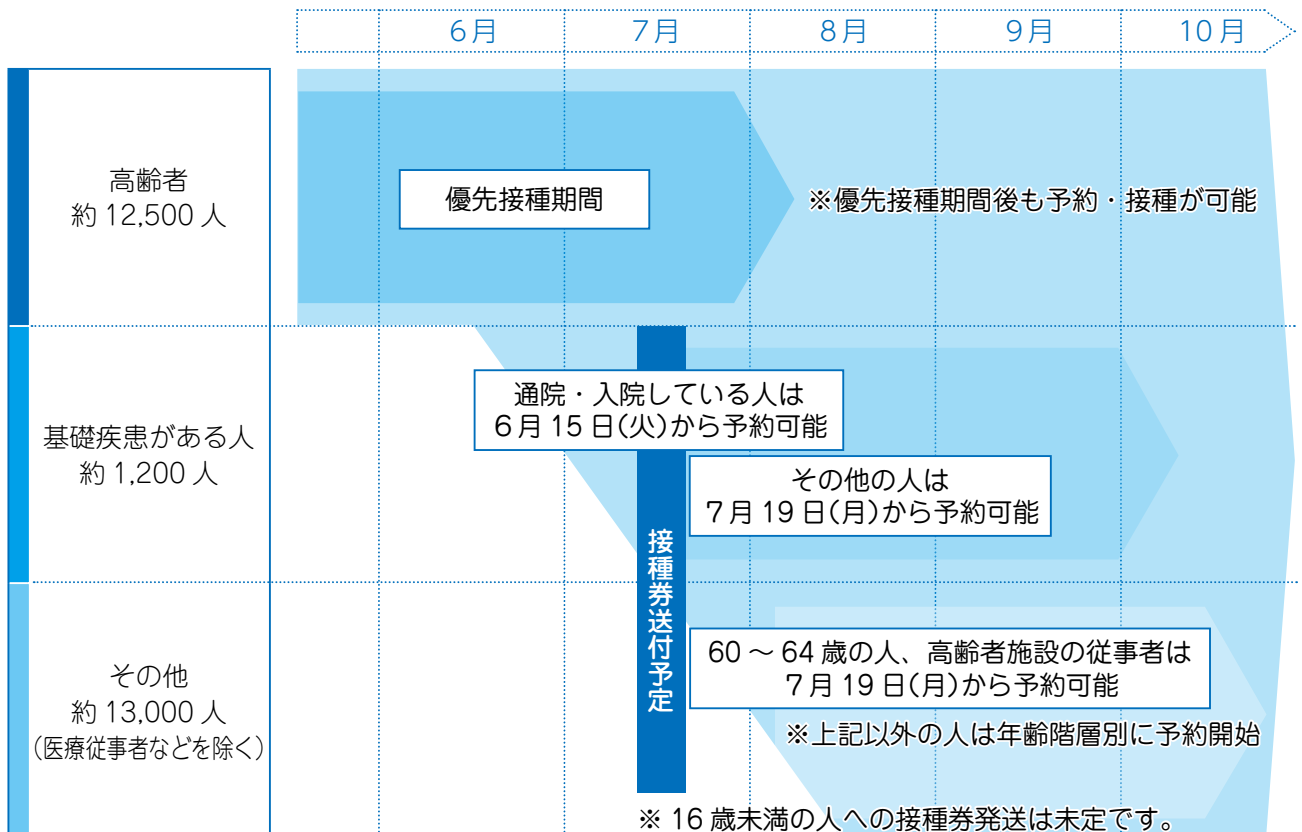 6月 7月 8月 9月 10月
高齢者
約 12,500 人
優先接種期間
※優先接種期間後も予約・接種が可能
基礎疾患がある人
約 1,200 人
通院・入院している人は
6月 15 日(火)から予約可能
その他の人は
7月 19 日(月)から予約可能
接種券送付予定
その他
約 13,000 人
(医療従事者などを除く)
60 ~ 64 歳の人、高齢者施設の従事者は
7月 19 日(月)から予約可能
※上記以外の人は年齢階層別に予約開始
※ 16 歳未満の人への接種券発送は未定です。